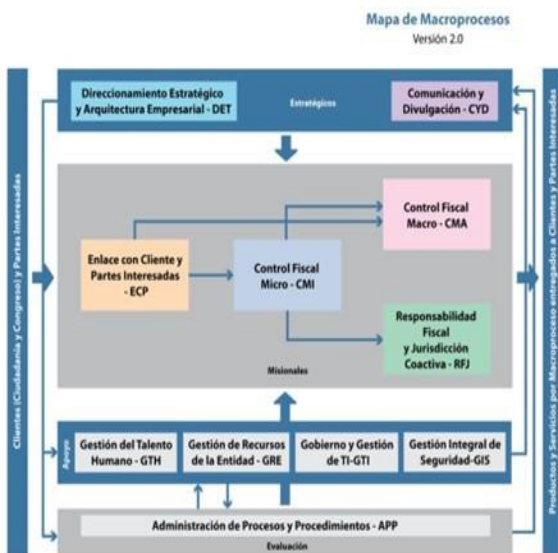 Mapa de Macroprocesos
Versión 2.0
Clientes (Ciudadanía y Congreso) y Partes Interesadas
Direccionamiento Estratégico
y Arquitectura Empresarial - DET
Estratégicos
Comunicación y
Divulgación - CYD
Control Fiscal
Macro - CMA
Enlace con Cliente y
Partes Interesadas
- ECP
Control Fiscal
Micro - CMI
Responsabilidad
Fiscal
y Jurisdicción
Coactiva - RFJ
Misionales
Apoyo
Gestión del Talento
Humano - GTH
Gestión de Recursos
de la Entidad - GRE
Gobierno y Gestión
de TI-GTI
Gestión Integral de
Seguridad-GIS
Administración de Procesos y Procedimientos - APP
Evaluación
Productos y Servicios por Macroproceso entregados a Clientes y Partes Interesadas